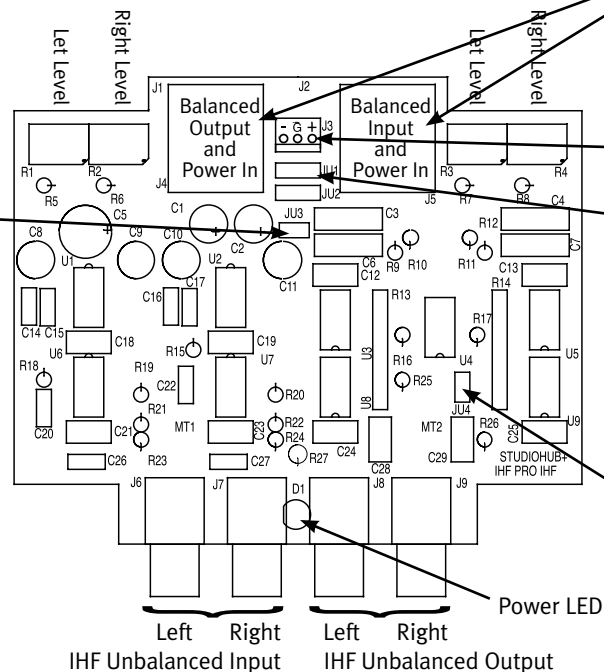 Let Level
Right Level
Let Level
Right Level
J1
J2
Balanced
Output
and
Power In
- G +
J3
Balanced
Input
and
Power In
R1
R2
J4
JU1
JU2
J5
R3
R4
R5
R6
R7
R8
C5
C1
C2
JU3
C3
C4
R12
C8
C9
C10
C11
C6
R9
R10
R11
C7
U1
U2
C12
C13
C14
C15
C16
C17
R13
R14
C18
R15
C19
R16
R17
U6
U7
U3
U4
U5
R18
R19
C22
R20
R25
U8
JU4
U9
C20
C21
R21
MT1
C23
R22
R24
C24
MT2
R26
C25
C26
R23
C27
R27
C28
C29
STUDIOHUB+
IHF PRO IHF
J6
J7
D1
J8
J9
Power LED
Left Right Left Right
IHF Unbalanced Input IHF Unbalanced Output